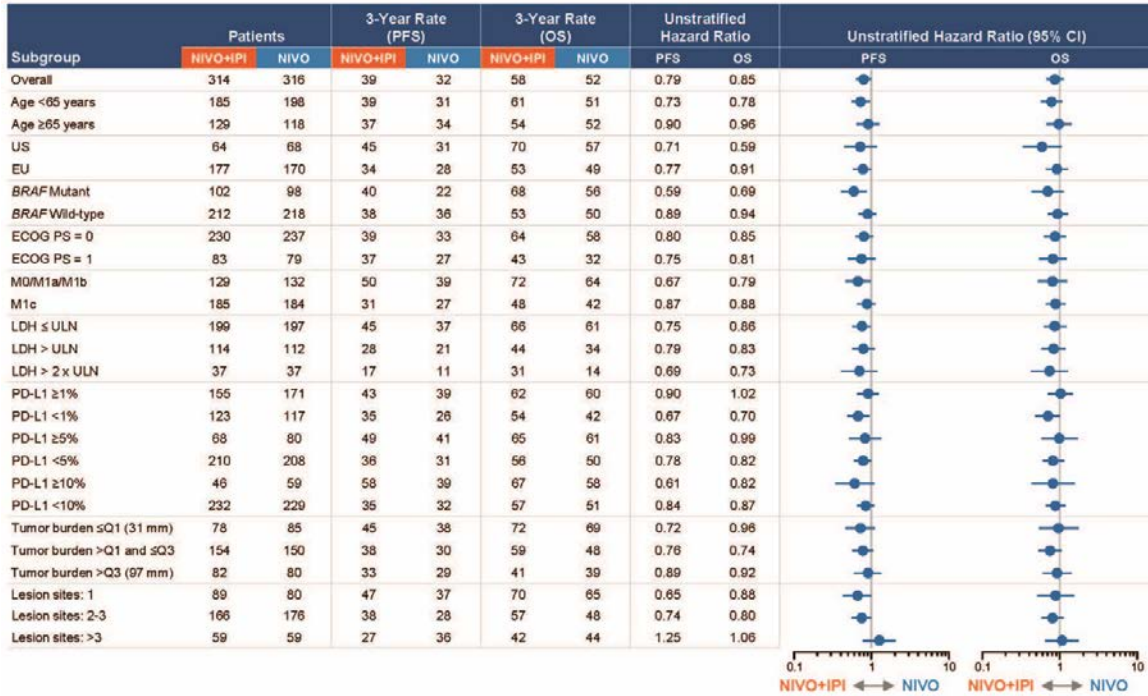 3-Year Rate (PFS) 3-Year Rate (OS) Unstratified Hazard Ratio
Patients Unstratified Hazard Ratio (95% CI)
Subgroup NIVO+IPI NIVO NIVO+IPI NIVO NIVO+IPI NIVO PFS OS PFS OS
Overall 314 316 39 32 58 52 0.79 0.85
Age <65 years 185 198 39 31 61 51 0.73 0.78
Age ≥65 years 129 118 37 34 54 52 0.90 0.96
US 64 68 45 31 70 57 0.71 0.59
EU 177 170 34 28 53 49 0.77 0.91
BRAF Mutant 102 98 40 22 68 56 0.59 0.69
BRAF Wild-type 212 218 38 36 53 50 0.89 0.94
ECOG PS = 0 230 237 39 33 64 58 0.80 0.85
ECOG PS = 1 83 79 37 27 43 32 0.75 0.81
M0/M1a/M1b 129 132 50 39 72 64 0.67 0.79
M1c 185 184 31 27 48 42 0.87 0.88
LDH ≤ ULN 199 197 45 37 66 61 0.75 0.86
LDH > ULN 114 112 28 21 44 34 0.79 0.83
LDH > 2 x ULN 37 37 17 11 31 14 0.69 0.73
PD-L1 ≥1% 155 171 43 39 62 60 0.90 1.02
PD-L1 <1% 123 117 35 26 54 42 0.67 0.70
PD-L1 ≥5% 68 80 49 41 65 61 0.83 0.99
PD-L1 <5% 210 208 36 31 56 50 0.78 0.82
PD-L1 ≥10% 46 59 58 39 67 58 0.61 0.82
PD-L1 <10% 232 229 35 32 57 51 0.84 0.87
Tumor burden ≤Q1 (31 mm) 78 85 45 38 72 69 0.72 0.96
Tumor burden >Q1 and ≤Q3 154 150 38 30 59 48 0.76 0.74
Tumor burden >Q3 (97 mm) 82 80 33 29 41 39 0.89 0.92
Lesion sites: 1 89 80 47 37 70 65 0.65 0.88
Lesion sites: 2-3 166 176 38 28 57 48 0.74 0.80
Lesion sites: >3 59 59 27 36 42 44 1.25 1.06
0.1 1 10 0.1 1 10
NIVO+IPI NIVO NIVO+IPI NIVO